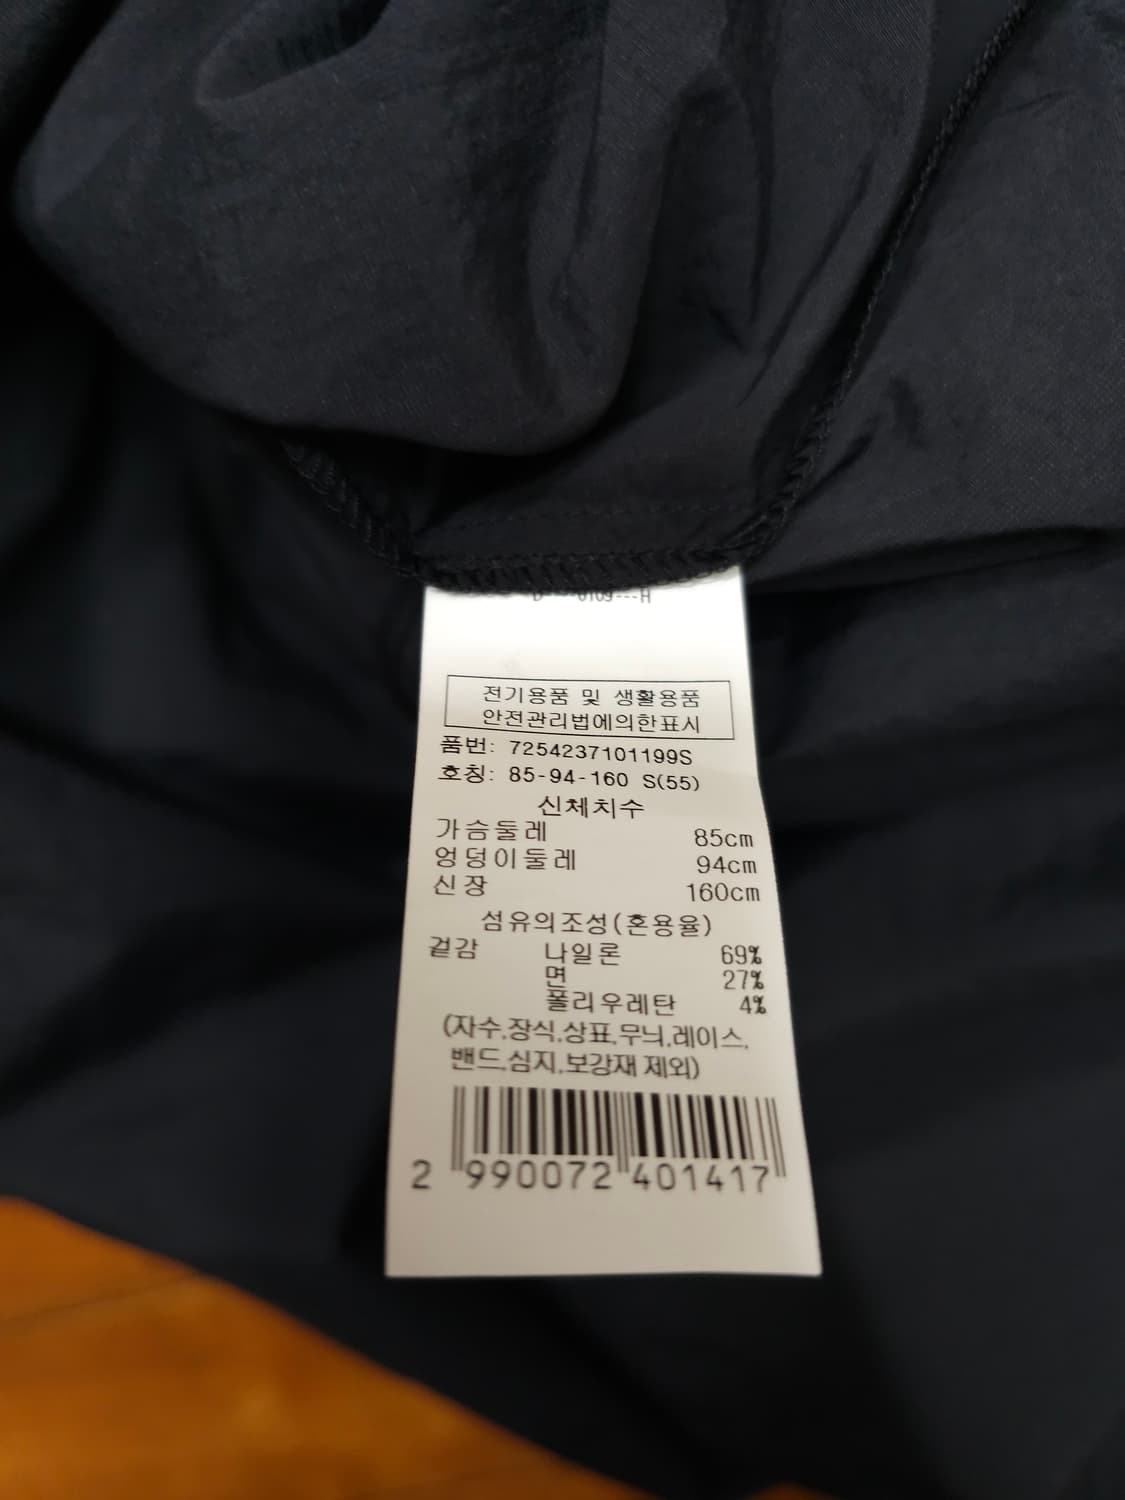 전기용품 및 생활용품
안전관리법에의한표시
품번: 7254237101199S
호칭: 85-94-160 S(55)
신체치수
가슴둘레 85cm
엉덩이둘레 94cm
신장 160cm
섬유의조성(혼용율)
겉감 나일론 69%
면 27%
폴리우레탄 4%
(자수.장식.상표.무늬.레이스.
밴드.심지.보강재 제외)
2 990072 401417